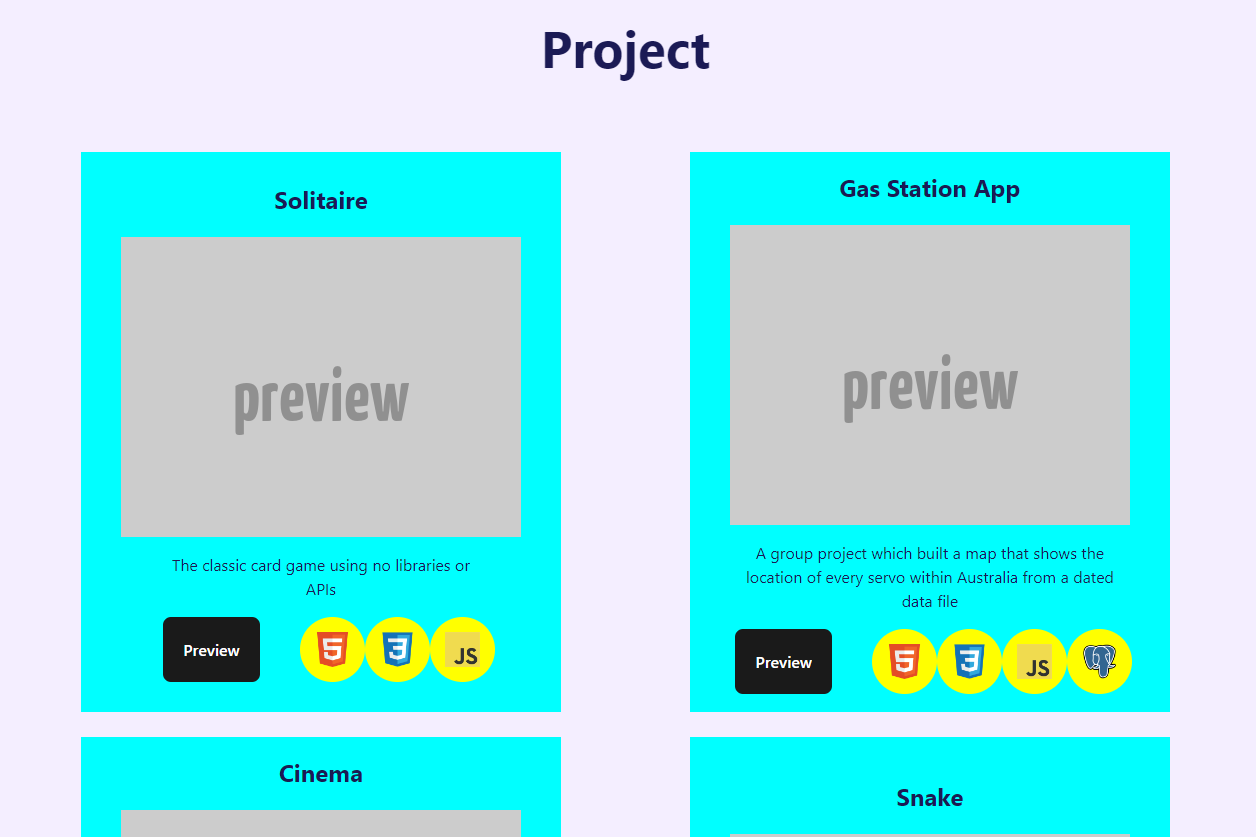 Project
Solitaire
preview
The classic card game using no libraries or
APIs
Preview
5
3
JS
Gas Station App
preview
A group project which built a map that shows the
location of every servo within Australia from a dated
data file
Preview
5
3
JS
Cinema
Snake